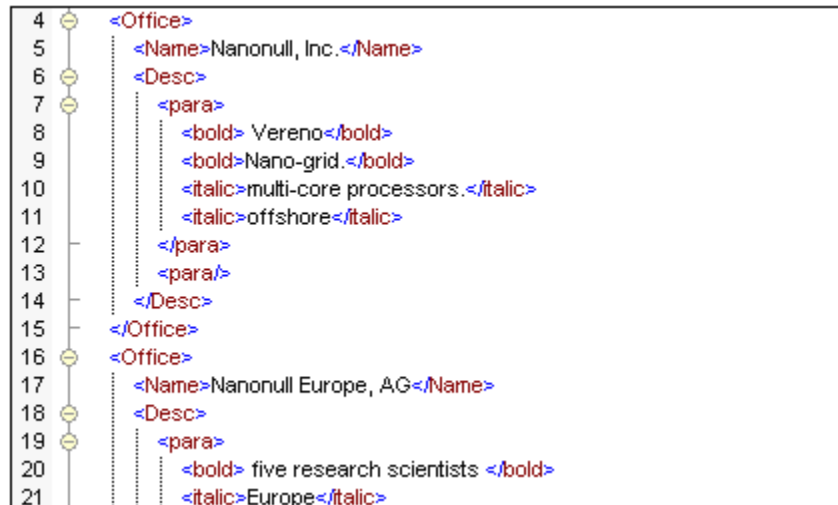 4 <Office>
5 <Name>Nanonull, Inc.</Name>
6 <Desc>
7 <para>
8 <bold> Vereno</bold>
9 <bold>Nano-grid.</bold>
10 <italic>multi-core processors.</italic>
11 <italic>offshore</italic>
12 </para>
13 <para/>
14 </Desc>
15 </Office>
16 <Office>
17 <Name>Nanonull Europe, AG</Name>
18 <Desc>
19 <para>
20 <bold> five research scientists </bold>
21 <italic>Europe</italic>